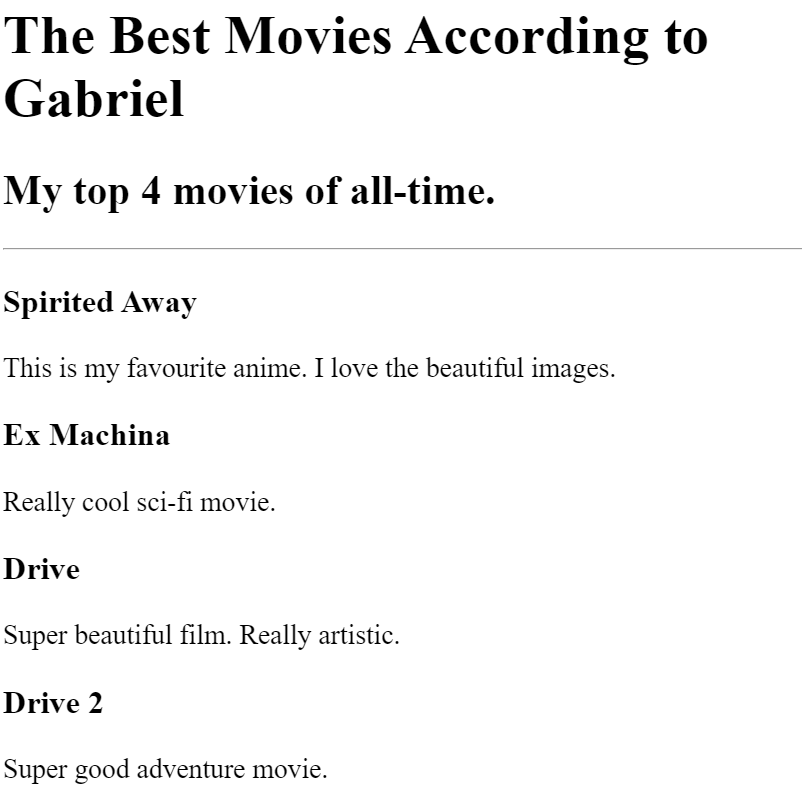 The Best Movies According to
Gabriel
My top 4 movies of all-time.
Spirited Away
This is my favourite anime. I love the beautiful images.
Ex Machina
Really cool sci-fi movie.
Drive
Super beautiful film. Really artistic.
Drive 2
Super good adventure movie.